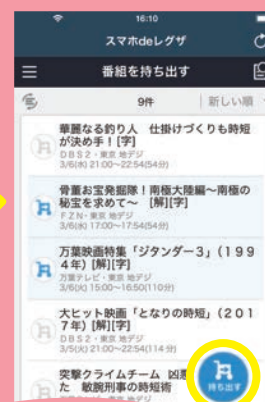 16:10
スマホdeレグザ
番組を持ち出す
9件
新しい順
華麗なる釣り人　仕掛けづくりも時短
が決め手！[字]
ＤＢＳ２・東京 地デジ
3/6(水) 21:00〜22:54(54分)
骨董お宝発掘隊！南極大陸編〜南極の
秘宝を求めて〜　[解][字]
ＦＺＮ･東京 地デジ
3/6(水) 17:00〜17:54(54分)
万葉映画特集「ジタンダー３」(１９９
４年) [解][字]
万葉テレビ・東京 地デジ
3/6(火) 15:00〜16:50(110分)
大ヒット映画「となりの時短」(２０１
７年) [解][字]
ＤＢＳ２・東京 地デジ
3/5(火) 21:00〜22:54(114分)
突撃クライムチーム　凶悪
た　敏腕刑事の時短術
持ち出す